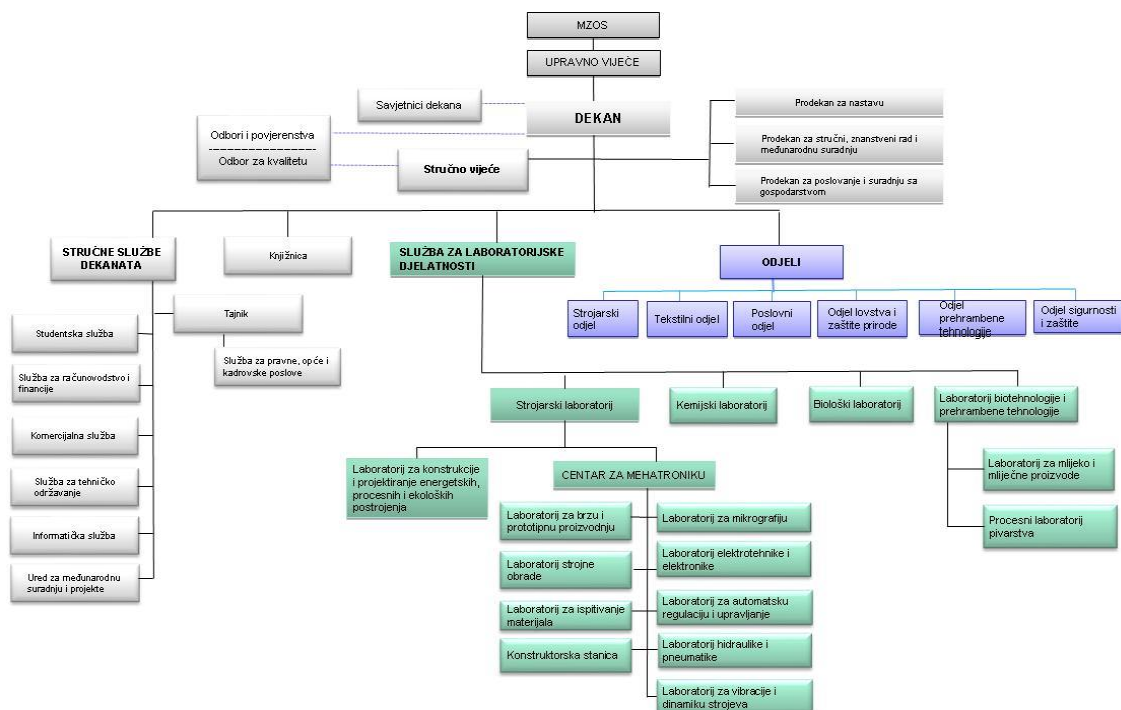 MZOS
UPRAVNO VIJEĆE
Savjetnici dekana
DEKAN
Prodekan za nastavu
Odbori i povjerenstva
Odbor za kvalitetu
Prodekan za stručni, znanstveni rad i
međunarodnu suradnju
Stručno vijeće
Prodekan za poslovanje i suradnju sa
gospodarstvom
STRUČNE SLUŽBE
DEKANATA
Knjižnica
SLUŽBA ZA LABORATORIJSKE
DJELATNOSTI
ODJELI
Strojarski
odjel
Tekstilni odjel
Poslovni
odjel
Odjel lovstva i
zaštite prirode
Odjel
prehrambene
tehnologije
Odjel sigurnosti
i zaštite
Tajnik
Služba za pravne, opće i
kadrovske poslove
Studentska služba
Služba za računovodstvo i
financije
Komercijalna služba
Služba za tehničko
održavanje
Informatička služba
Ured za međunarodnu
suradnju i projekte
Strojarski laboratorij
Kemijski laboratorij
Biološki laboratorij
Laboratorij biotehnologije i
prehrambene tehnologije
Laboratorij za konstrukcije
i projektiranje energetskih,
procesnih i ekoloških
postrojenja
CENTAR ZA MEHATRONIKU
Laboratorij za mlijeko i
mliječne proizvode
Procesni laboratorij
pivarstva
Laboratorij za brzu i
prototipnu proizvodnju
Laboratorij za mikrografiju
Laboratorij strojne
obrade
Laboratorij elektrotehnike i
elektronike
Laboratorij za ispitivanje
materijala
Laboratorij za automatsku
regulaciju i upravljanje
Konstruktorska stanica
Laboratorij hidraulike i
pneumatike
Laboratorij za vibracije i
dinamiku strojeva